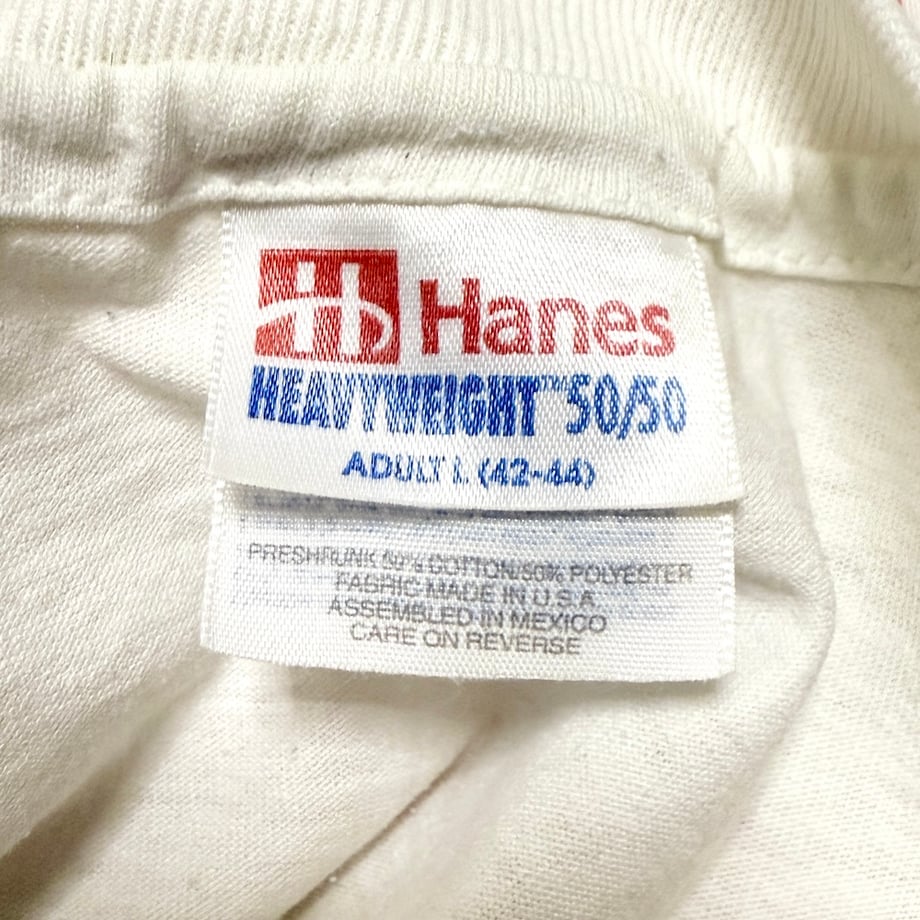 H Hanes
HEAVYWEIGHT™ 50/50
ADULT L (42-44)
PRESHRUNK 50% COTTON/50% POLYESTER
FABRIC MADE IN U.S.A.
ASSEMBLED IN MEXICO
CARE ON REVERSE